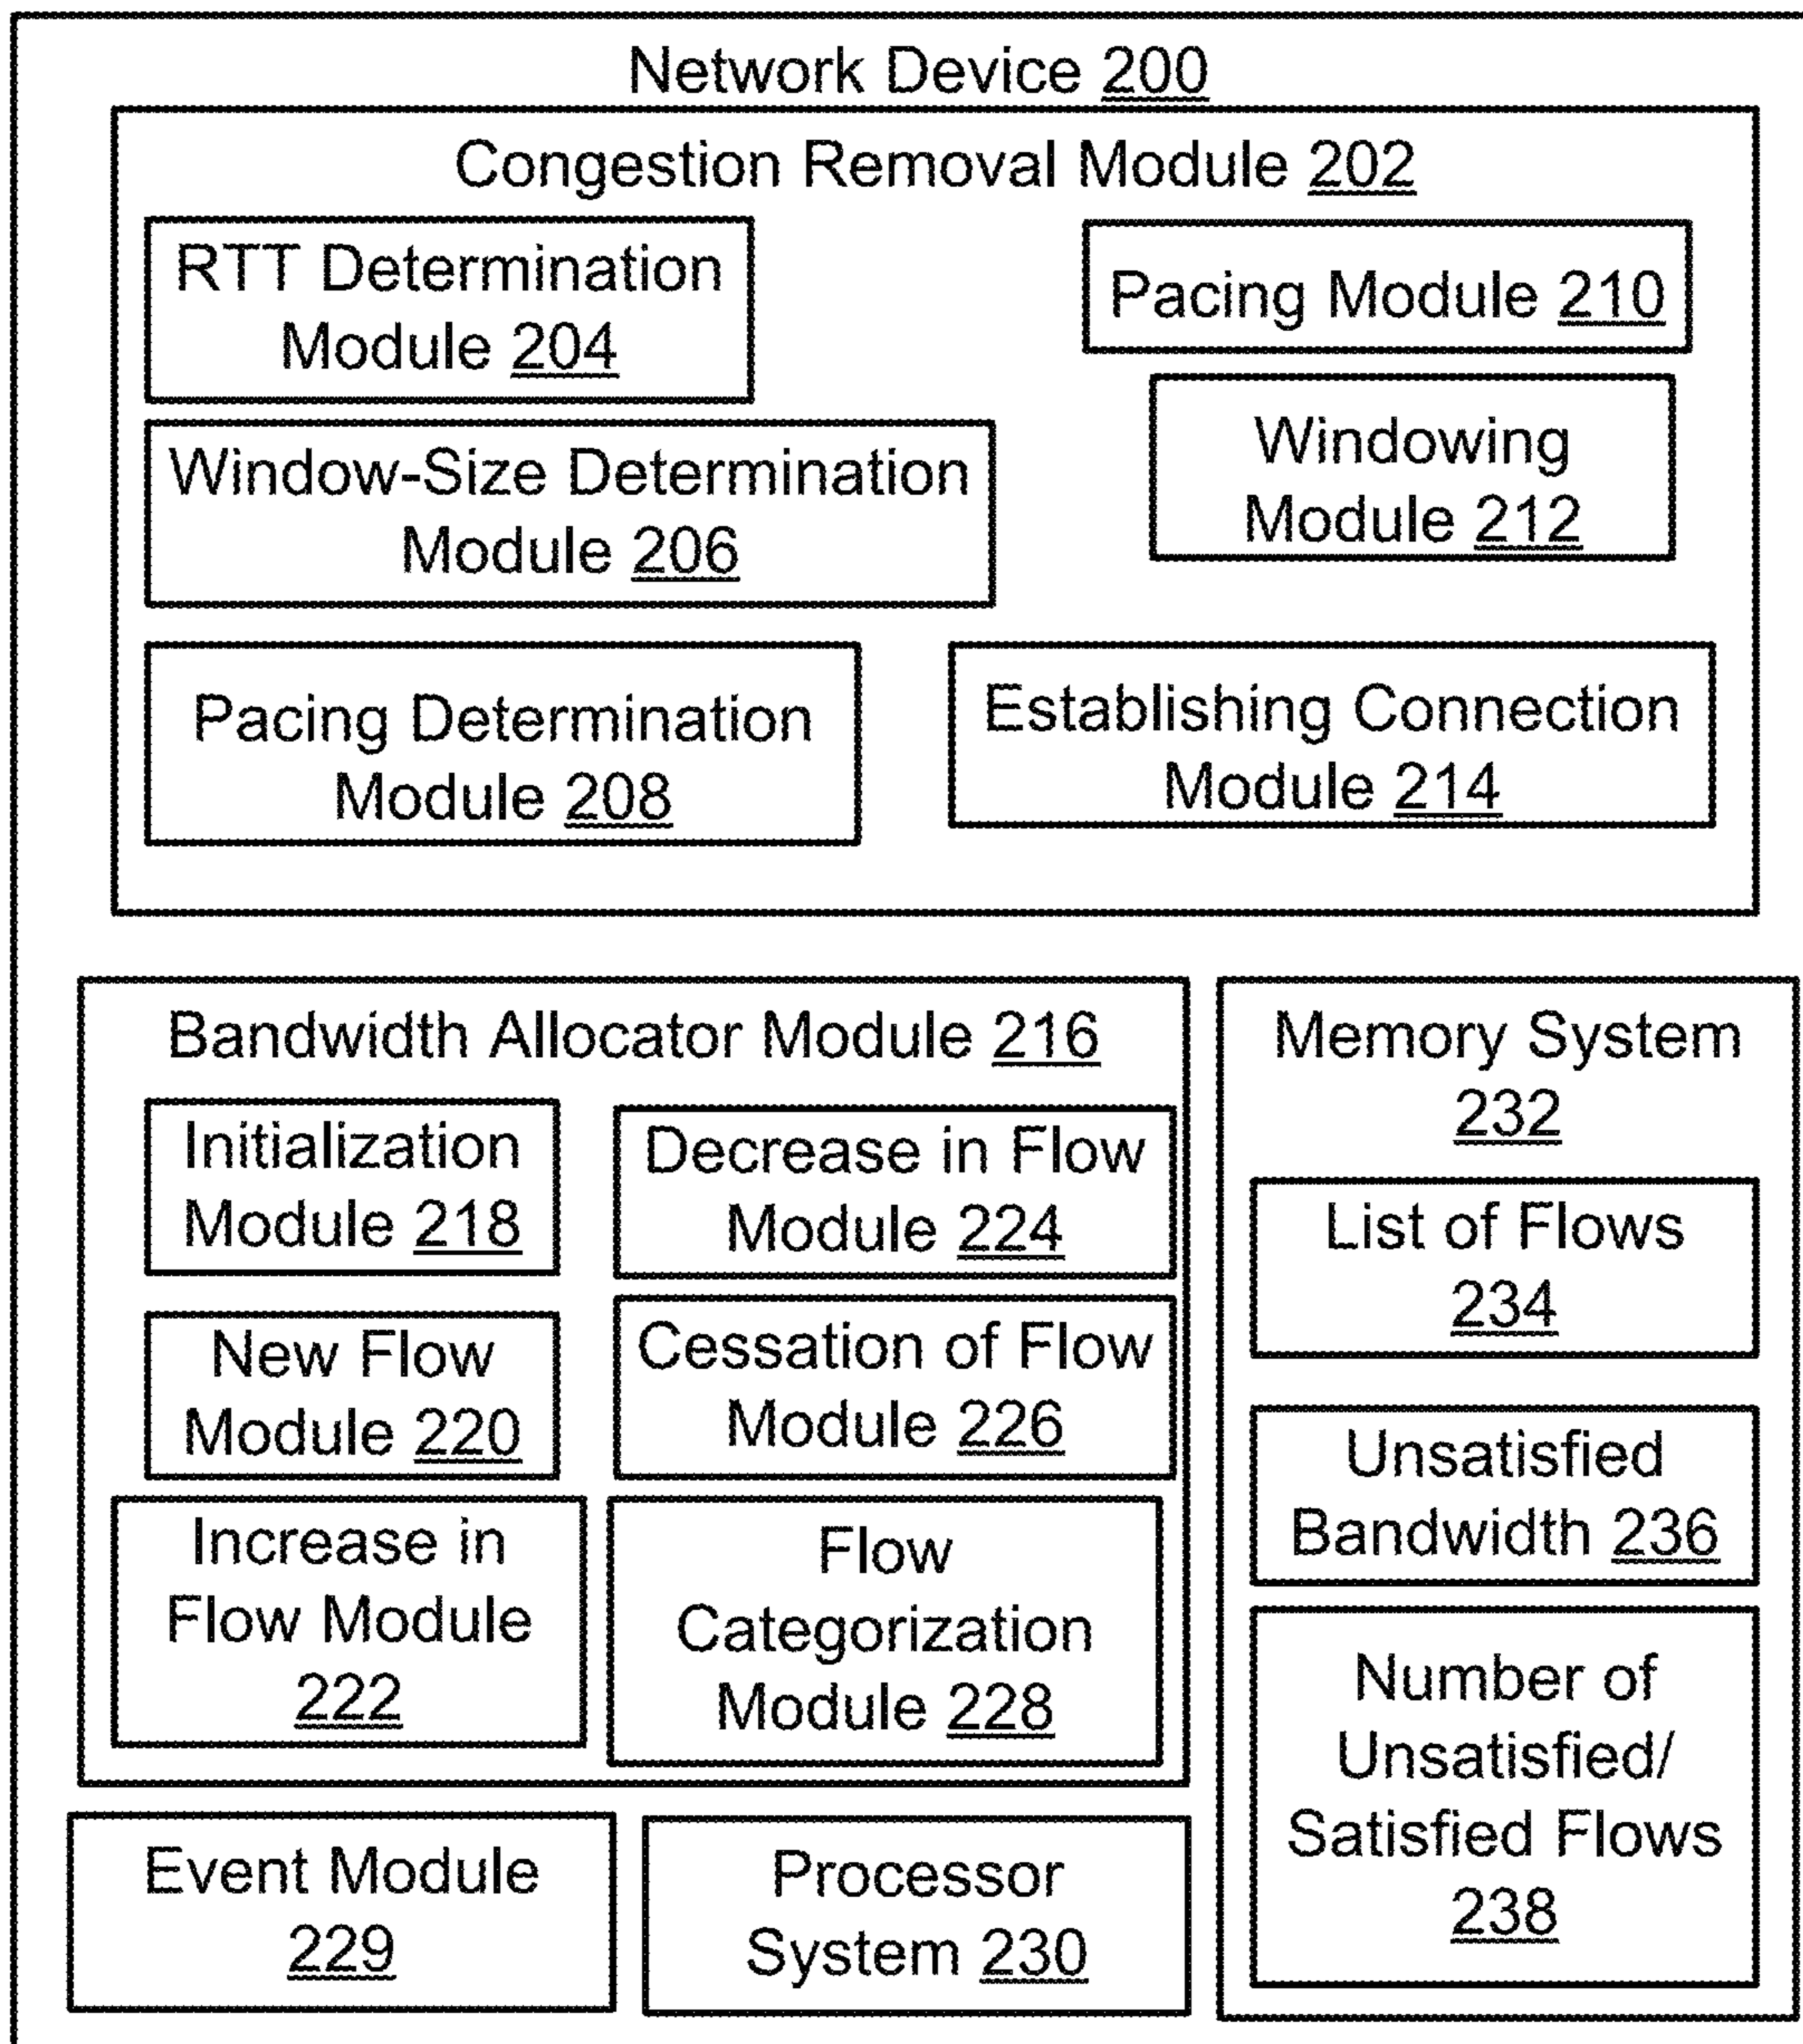 Network Device 200
Congestion Removal Module 202
RTT Determination
Module 204
Pacing Module 210
Window-Size Determination
Module 206
Windowing
Module 212
Pacing Determination
Module 208
Establishing Connection
Module 214
Bandwidth Allocator Module 216
Initialization
Module 218
Decrease in Flow
Module 224
New Flow
Module 220
Cessation of Flow
Module 226
Increase in
Flow Module
222
Flow
Categorization
Module 228
Memory System
232
List of Flows
234
Unsatisfied
Bandwidth 236
Number of
Unsatisfied/
Satisfied Flows
238
Event Module
229
Processor
System 230